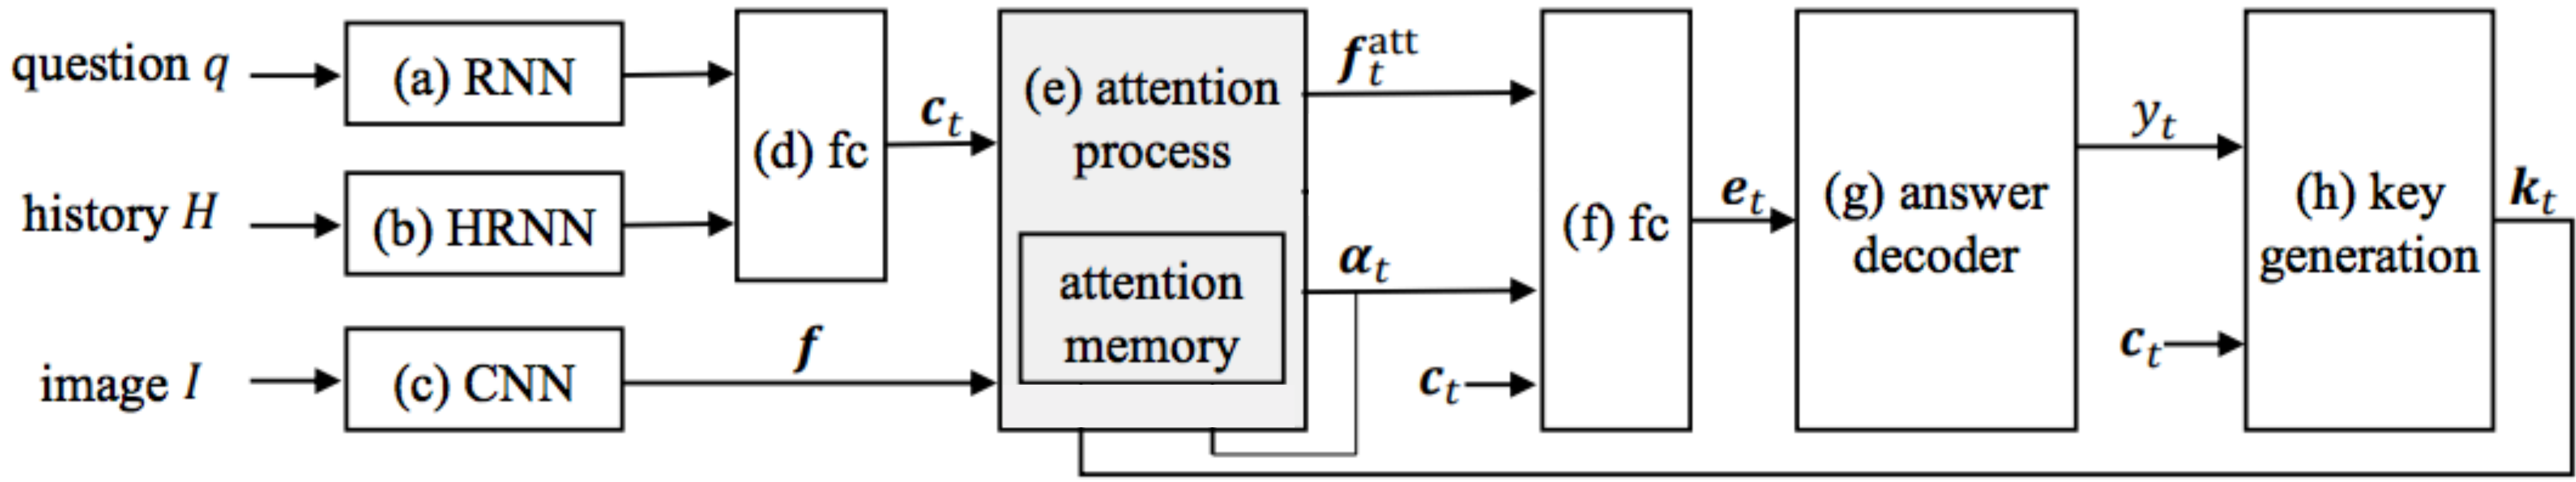 question q
(a) RNN
history H
(b) HRNN
image I
(c) CNN
f
(d) fc
c_t
(e) attention
process
attention
memory
f_t^att
α_t
c_t
(f) fc
e_t
(g) answer
decoder
y_t
c_t
(h) key
generation
k_t